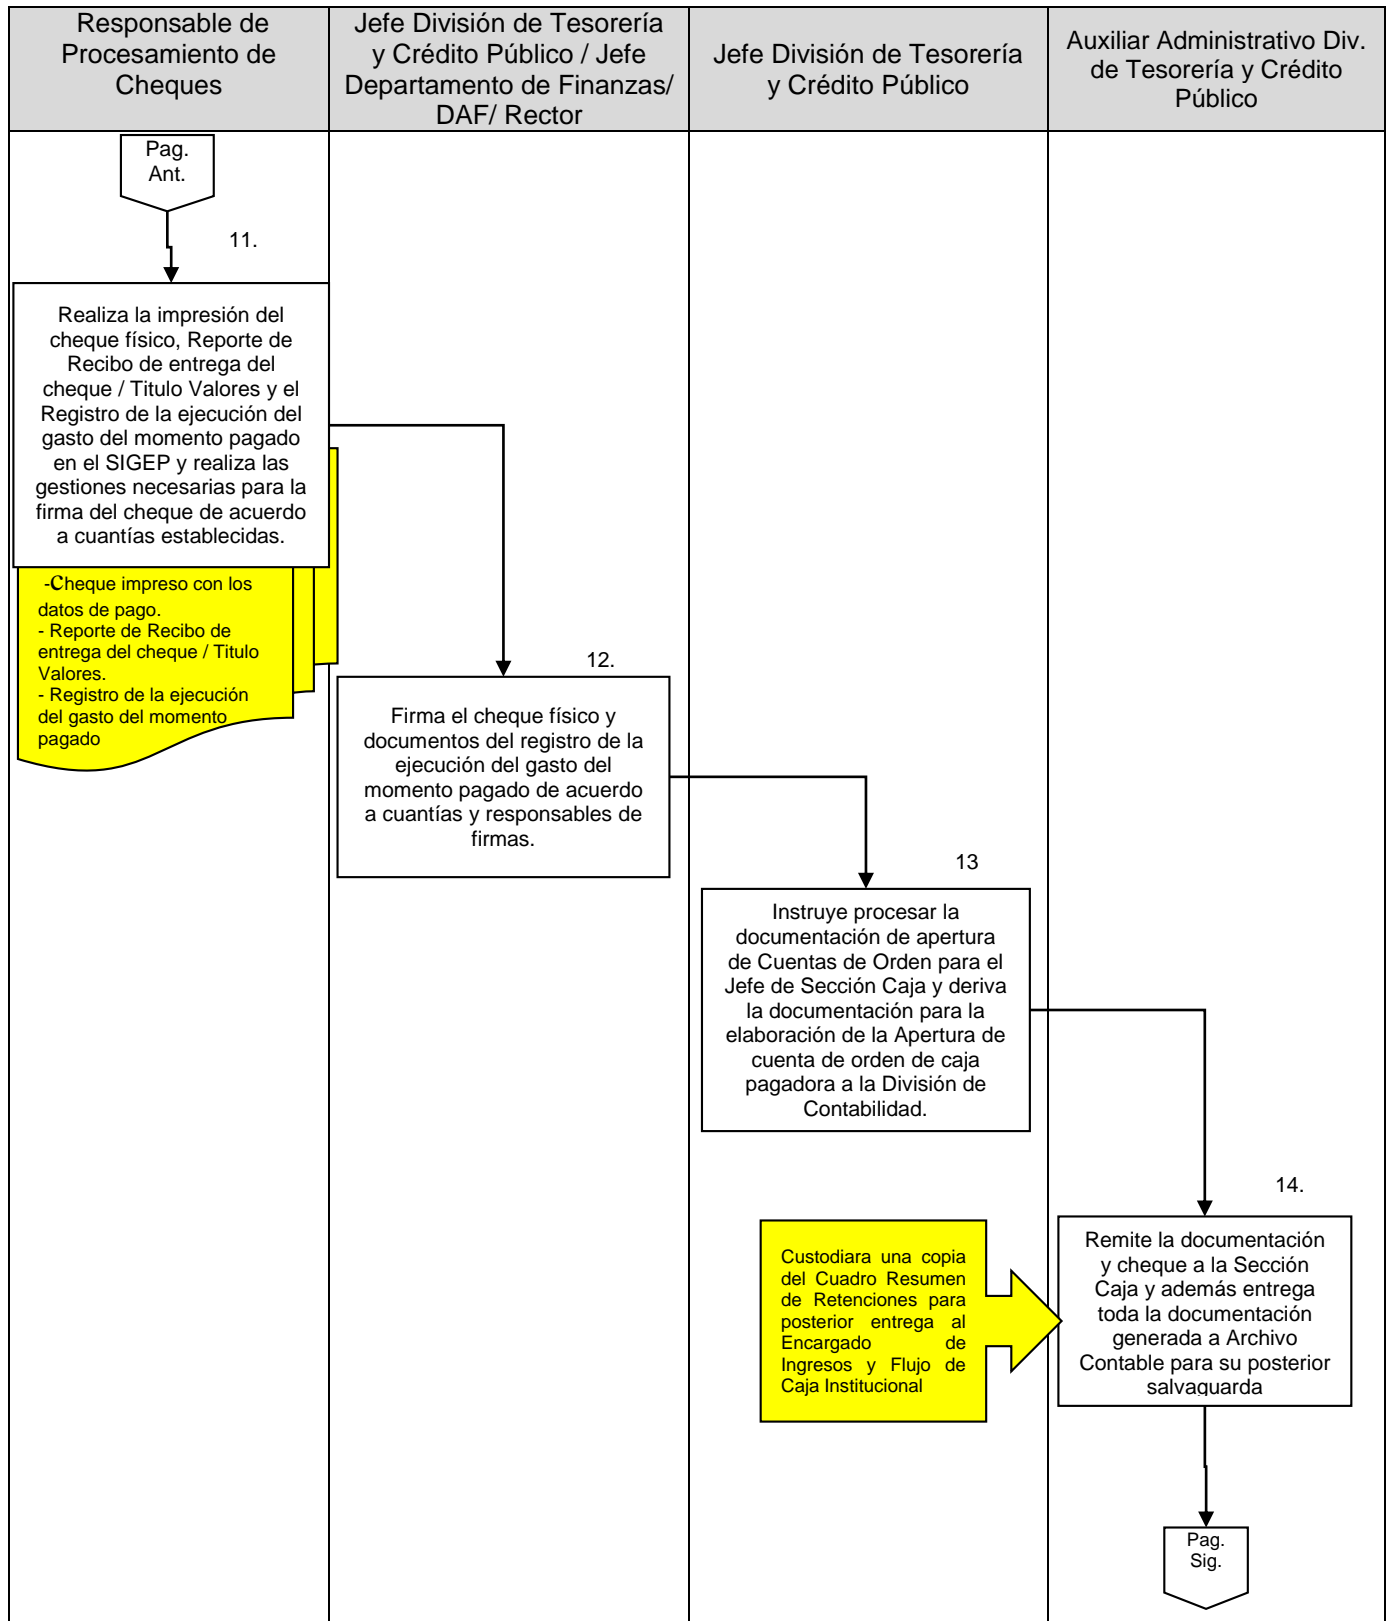 Responsable de
Procesamiento de
Cheques
Jefe División de Tesorería
y Crédito Público / Jefe
Departamento de Finanzas/
DAF/ Rector
Jefe División de Tesorería
y Crédito Público
Auxiliar Administrativo Div.
de Tesorería y Crédito
Público
Pag.
Ant.
11.
Realiza la impresión del
cheque físico, Reporte de
Recibo de entrega del
cheque / Titulo Valores y el
Registro de la ejecución del
gasto del momento pagado
en el SIGEP y realiza las
gestiones necesarias para la
firma del cheque de acuerdo
a cuantías establecidas.
-Cheque impreso con los
datos de pago.
- Reporte de Recibo de
entrega del cheque / Titulo
Valores.
- Registro de la ejecución
del gasto del momento
pagado
12.
Firma el cheque físico y
documentos del registro de la
ejecución del gasto del
momento pagado de acuerdo
a cuantías y responsables de
firmas.
13
Instruye procesar la
documentación de apertura
de Cuentas de Orden para el
Jefe de Sección Caja y deriva
la documentación para la
elaboración de la Apertura de
cuenta de orden de caja
pagadora a la División de
Contabilidad.
14.
Custodiara una copia
del Cuadro Resumen
de Retenciones para
posterior entrega al
Encargado de
Ingresos y Flujo de
Caja Institucional
Remite la documentación
y cheque a la Sección
Caja y además entrega
toda la documentación
generada a Archivo
Contable para su posterior
salvaguarda
Pag.
Sig.